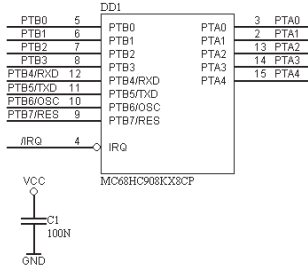 DD1
PTB0 5 PTB0 PTA0 3 PTA0
PTB1 6 PTB1 PTA1 2 PTA1
PTB2 7 PTB2 PTA2 13 PTA2
PTB3 8 PTB3 PTA3 14 PTA3
PTB4/RXD 12 PTB4/RXD PTA4 15 PTA4
PTB5/TXD 11 PTB5/TXD
PTB6/OSC 10 PTB6/OSC
PTB7/RES 9 PTB7/RES
/IRQ 4 IRQ
MC68HC908KX8CP
VCC
C1
100N
GND